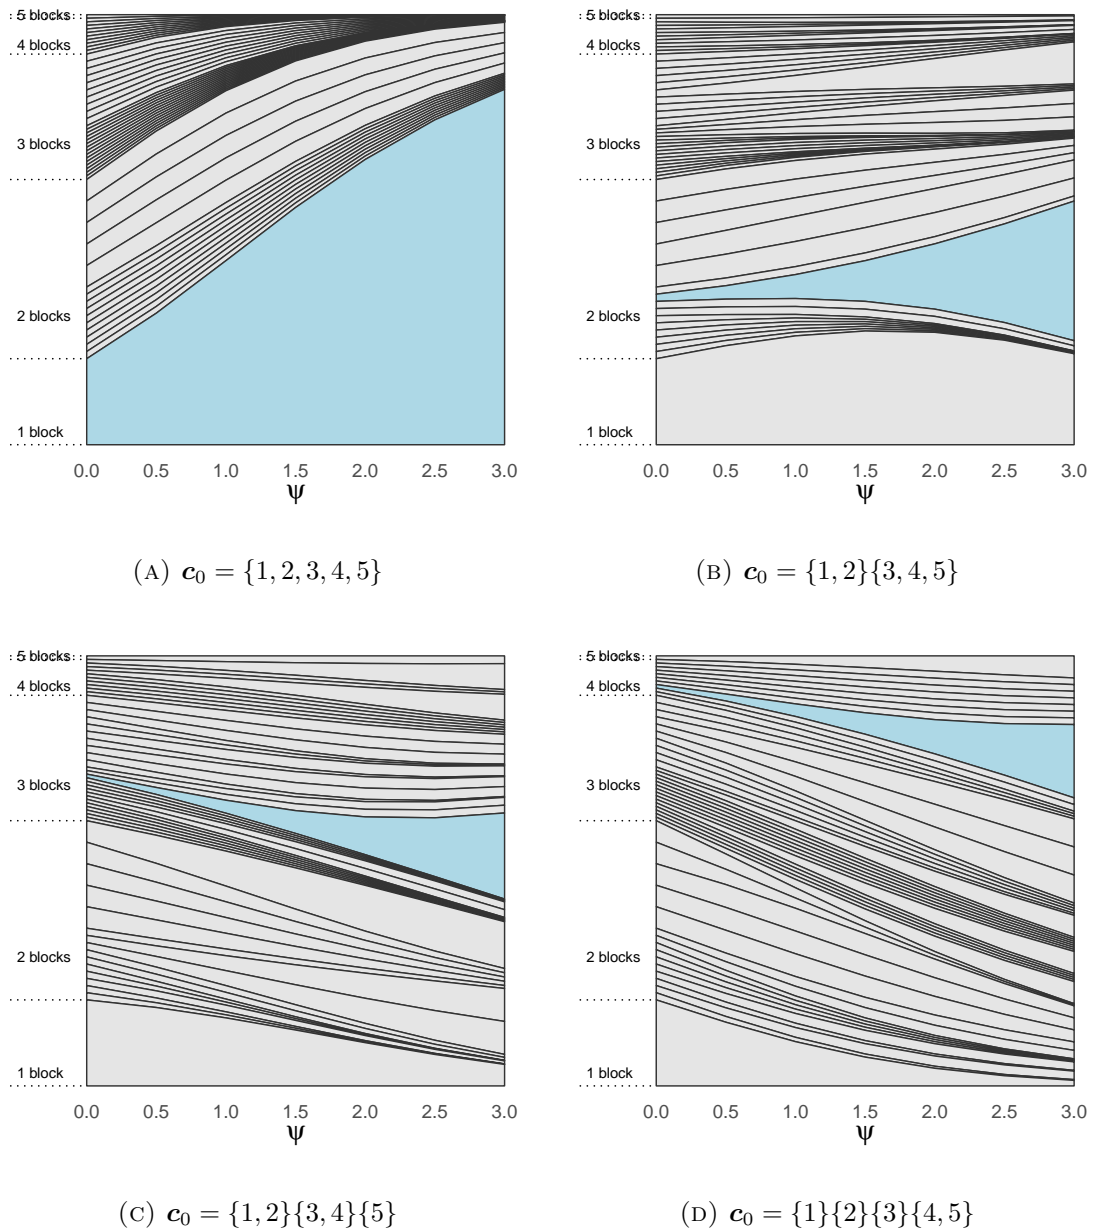 5 blocks
4 blocks
3 blocks
2 blocks
1 block
0.0 0.5 1.0 1.5 2.0 2.5 3.0
ψ
(A) c₀ = {1, 2, 3, 4, 5}
5 blocks
4 blocks
3 blocks
2 blocks
1 block
0.0 0.5 1.0 1.5 2.0 2.5 3.0
ψ
(B) c₀ = {1, 2}{3, 4, 5}
5 blocks
4 blocks
3 blocks
2 blocks
1 block
0.0 0.5 1.0 1.5 2.0 2.5 3.0
ψ
(C) c₀ = {1, 2}{3, 4}{5}
5 blocks
4 blocks
3 blocks
2 blocks
1 block
0.0 0.5 1.0 1.5 2.0 2.5 3.0
ψ
(D) c₀ = {1}{2}{3}{4, 5}